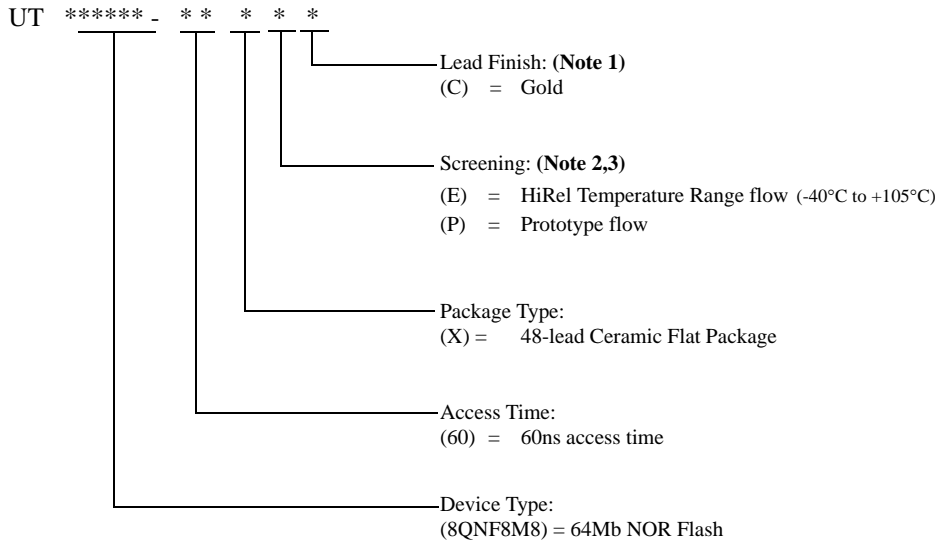 UT ****** - * * * * *
Lead Finish: (Note 1)
(C) = Gold
Screening: (Note 2,3)
(E) = HiRel Temperature Range flow (-40°C to +105°C)
(P) = Prototype flow
Package Type:
(X) = 48-lead Ceramic Flat Package
Access Time:
(60) = 60ns access time
Device Type:
(8QNF8M8) = 64Mb NOR Flash